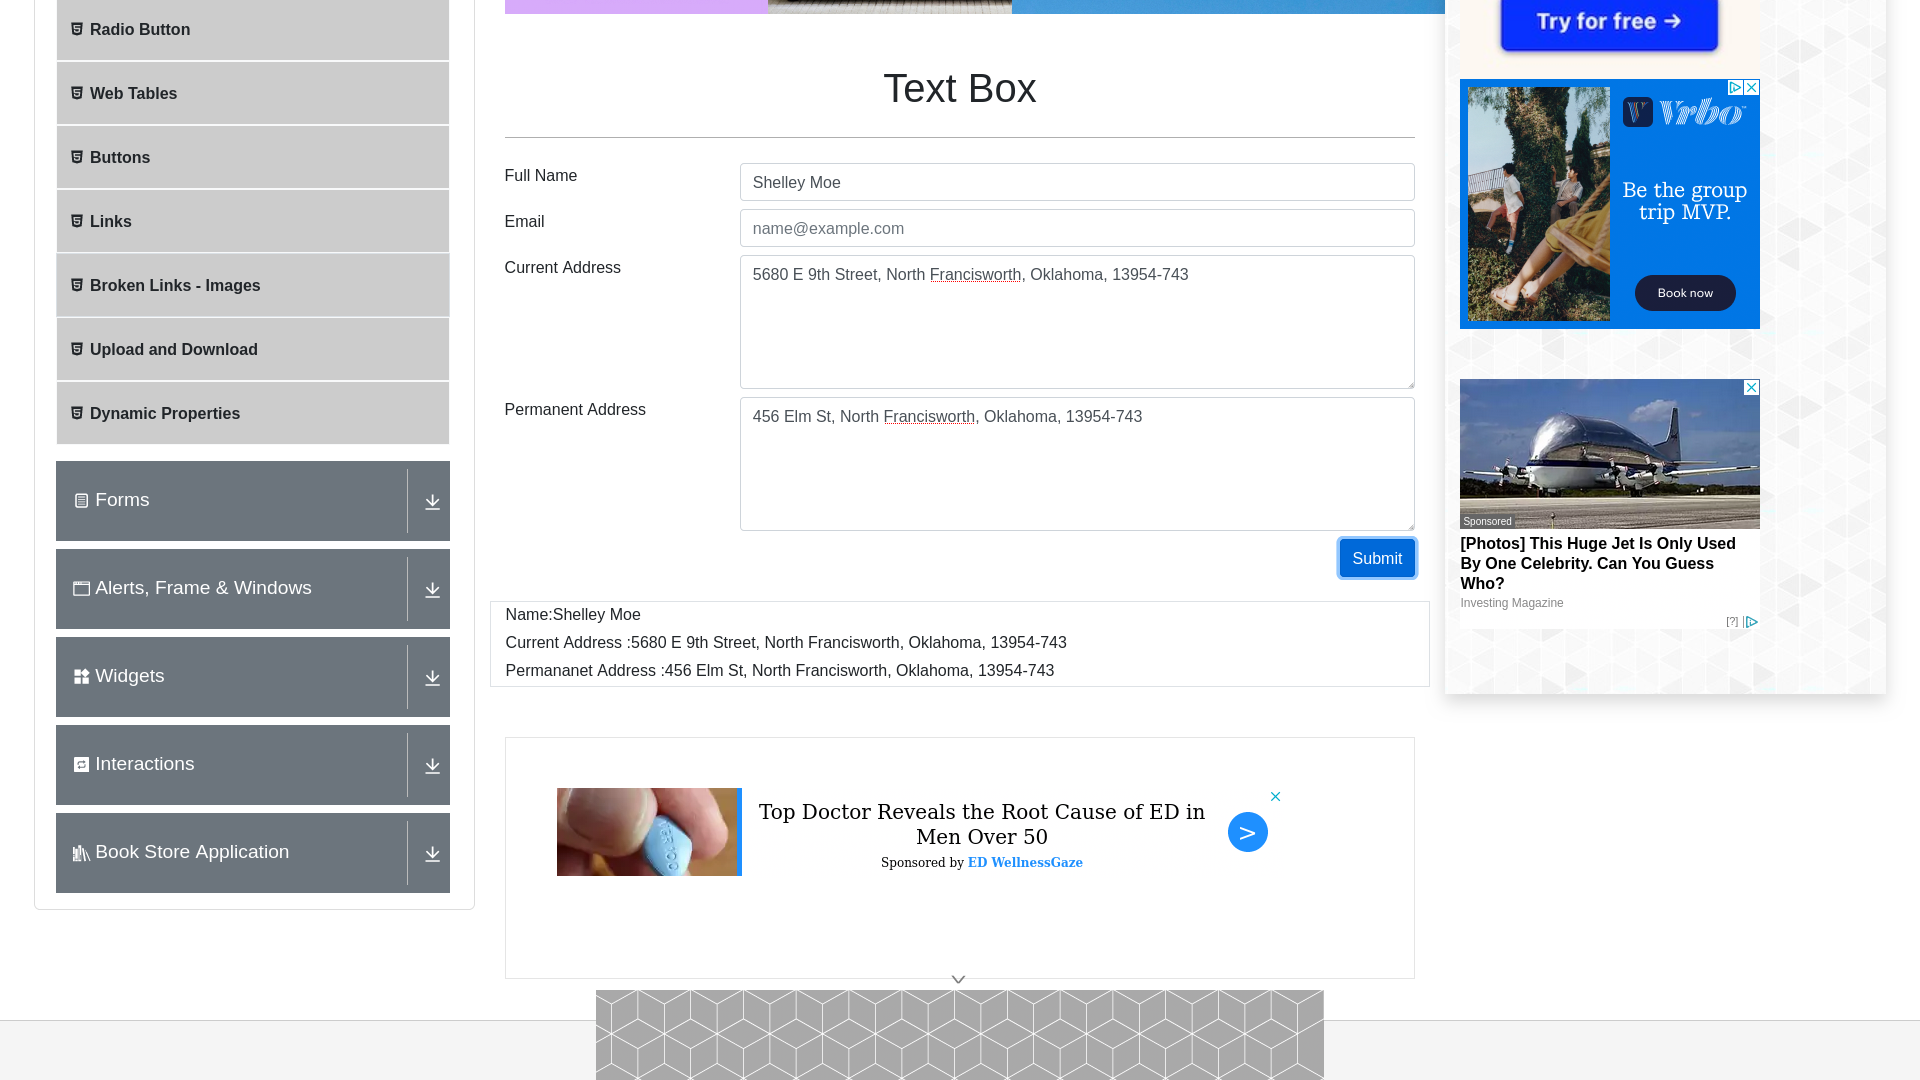 Radio Button
Web Tables
Buttons
Links
Broken Links - Images
Upload and Download
Dynamic Properties
Forms
Alerts, Frame & Windows
Widgets
Interactions
Book Store Application
Text Box
Full Name
Shelley Moe
Email
name@example.com
Current Address
5680 E 9th Street, North Francisworth, Oklahoma, 13954-743
Permanent Address
456 Elm St, North Francisworth, Oklahoma, 13954-743
Submit
Name:Shelley Moe
Current Address :5680 E 9th Street, North Francisworth, Oklahoma, 13954-743
Permananet Address :456 Elm St, North Francisworth, Oklahoma, 13954-743
Top Doctor Reveals the Root Cause of ED in
Men Over 50
Sponsored by ED WellnessGaze
>
Try for free →
Vrbo™
Be the group
trip MVP.
Book now
Sponsored
[Photos] This Huge Jet Is Only Used
By One Celebrity. Can You Guess
Who?
Investing Magazine
[?]